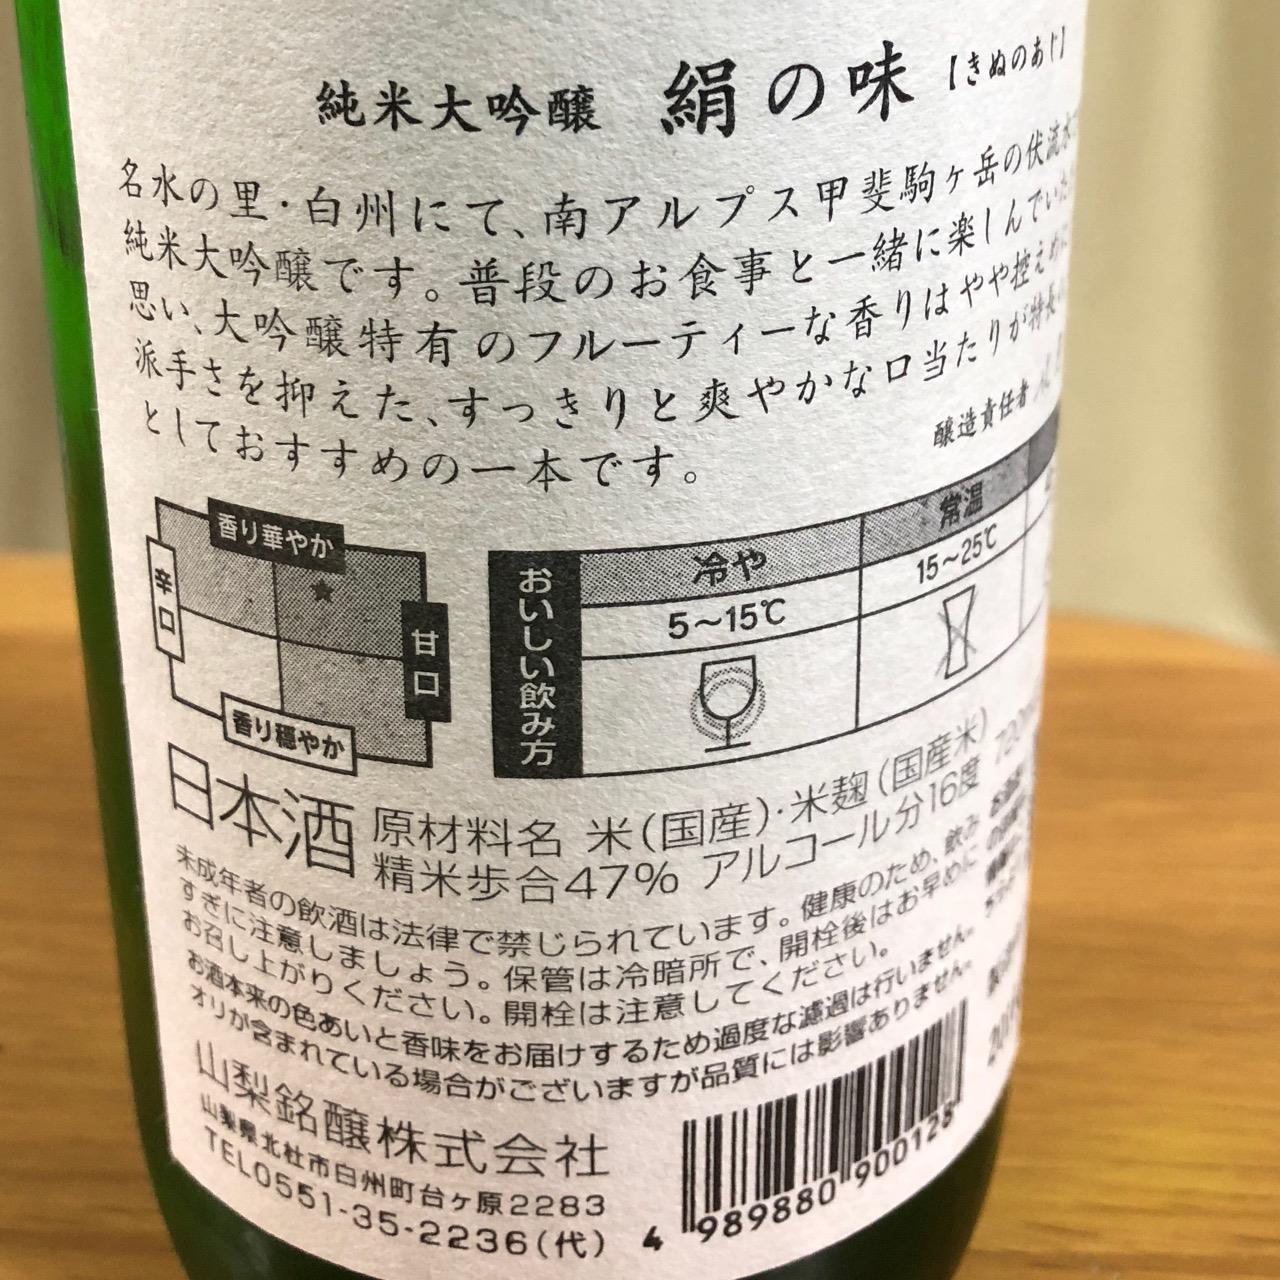 純米大吟醸 絹の味【きぬのあじ】
名水の里・白州にて、南アルプス甲斐駒ヶ岳の伏流水で
純米大吟醸です。普段のお食事と一緒に楽しんでいた
思い、大吟醸特有のフルーティーな香りはやや控えめに
派手さを抑えた、すっきりと爽やかな口当たりが特長
としておすすめの一本です。
醸造責任者
香り華やか
辛口
★
甘口
香り穏やか
おいしい飲み方
冷や
常温
5〜15℃
15〜25℃
日本酒
原材料名 米(国産)・米麹(国産米)
精米歩合47% アルコール分16度
未成年者の飲酒は法律で禁じられています。健康のため、飲み
すぎに注意しましょう。保管は冷暗所で、開栓後はお早めに
お召し上がりください。開栓は注意してください。
お酒本来の色あいと香味をお届けするため過度な濾過は行いません。
オリが含まれている場合がございますが品質には影響ありません。
山梨銘醸株式会社
山梨県北杜市白州町台ヶ原2283
TEL0551-35-2236(代)
4 989880 900128